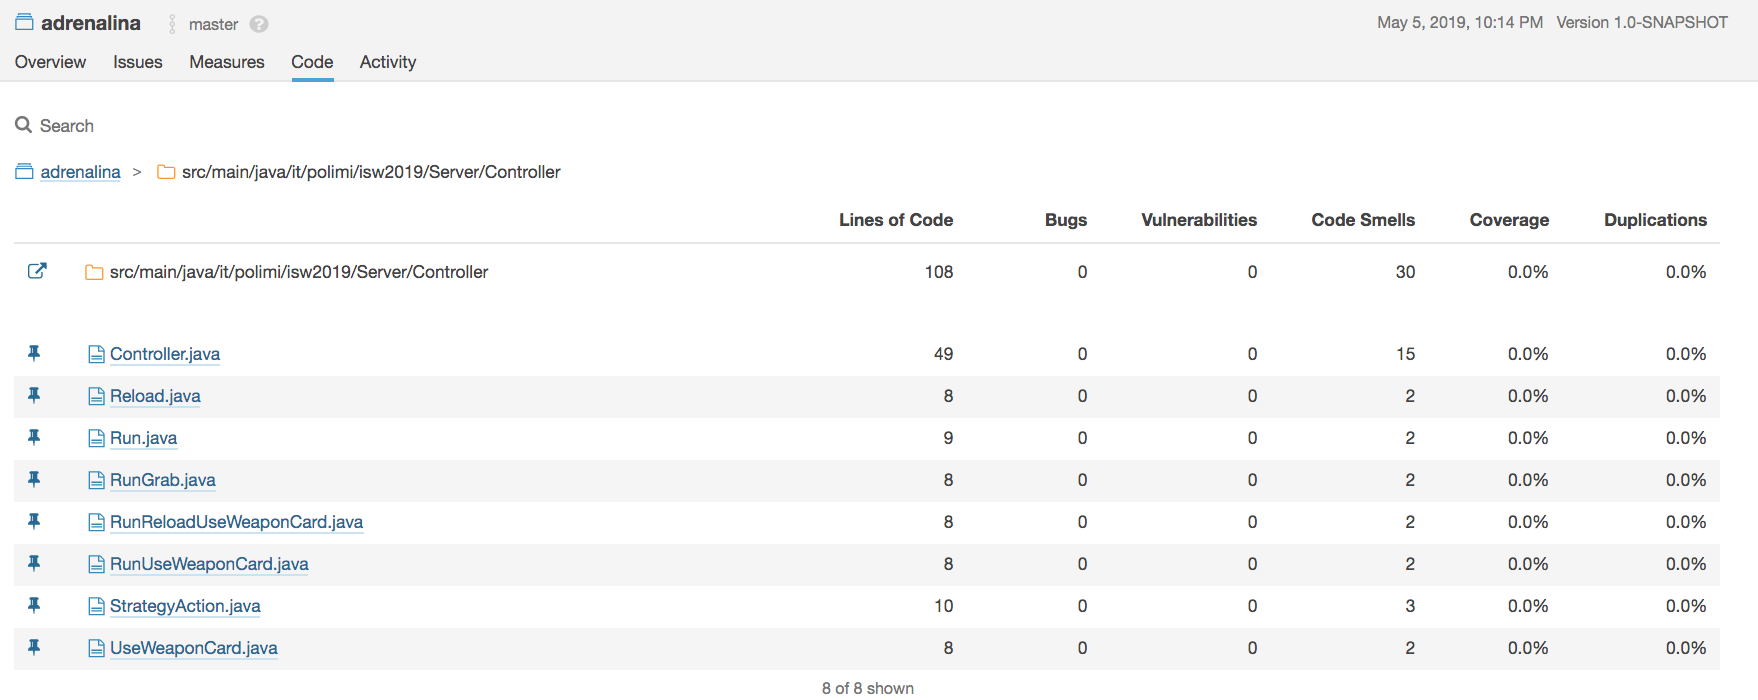 adrenalina master ? May 5, 2019, 10:14 PM Version 1.0-SNAPSHOT
Overview Issues Measures Code Activity
Search
adrenalina > src/main/java/it/polimi/isw2019/Server/Controller
Lines of Code Bugs Vulnerabilities Code Smells Coverage Duplications
src/main/java/it/polimi/isw2019/Server/Controller 108 0 0 30 0.0% 0.0%
Controller.java 49 0 0 15 0.0% 0.0%
Reload.java 8 0 0 2 0.0% 0.0%
Run.java 9 0 0 2 0.0% 0.0%
RunGrab.java 8 0 0 2 0.0% 0.0%
RunReloadUseWeaponCard.java 8 0 0 2 0.0% 0.0%
RunUseWeaponCard.java 8 0 0 2 0.0% 0.0%
StrategyAction.java 10 0 0 3 0.0% 0.0%
UseWeaponCard.java 8 0 0 2 0.0% 0.0%
8 of 8 shown